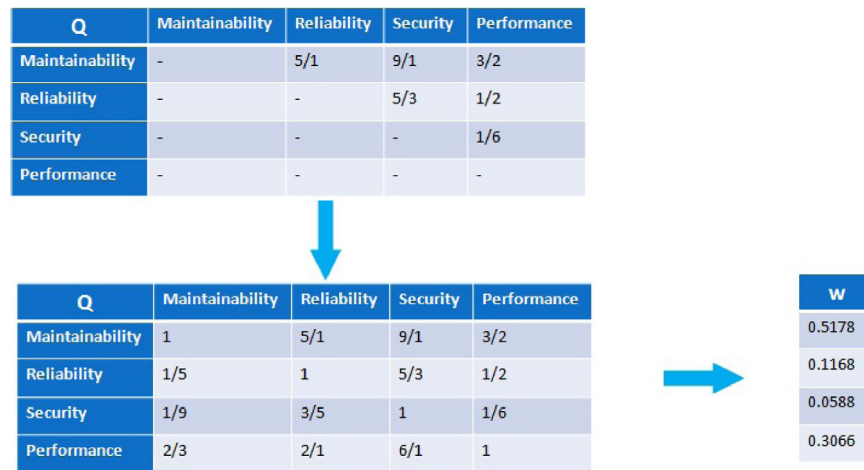 Q Maintainability Reliability Security Performance
Maintainability - 5/1 9/1 3/2
Reliability - - 5/3 1/2
Security - - - 1/6
Performance - - - -
Q Maintainability Reliability Security Performance
Maintainability 1 5/1 9/1 3/2
Reliability 1/5 1 5/3 1/2
Security 1/9 3/5 1 1/6
Performance 2/3 2/1 6/1 1
w
0.5178
0.1168
0.0588
0.3066